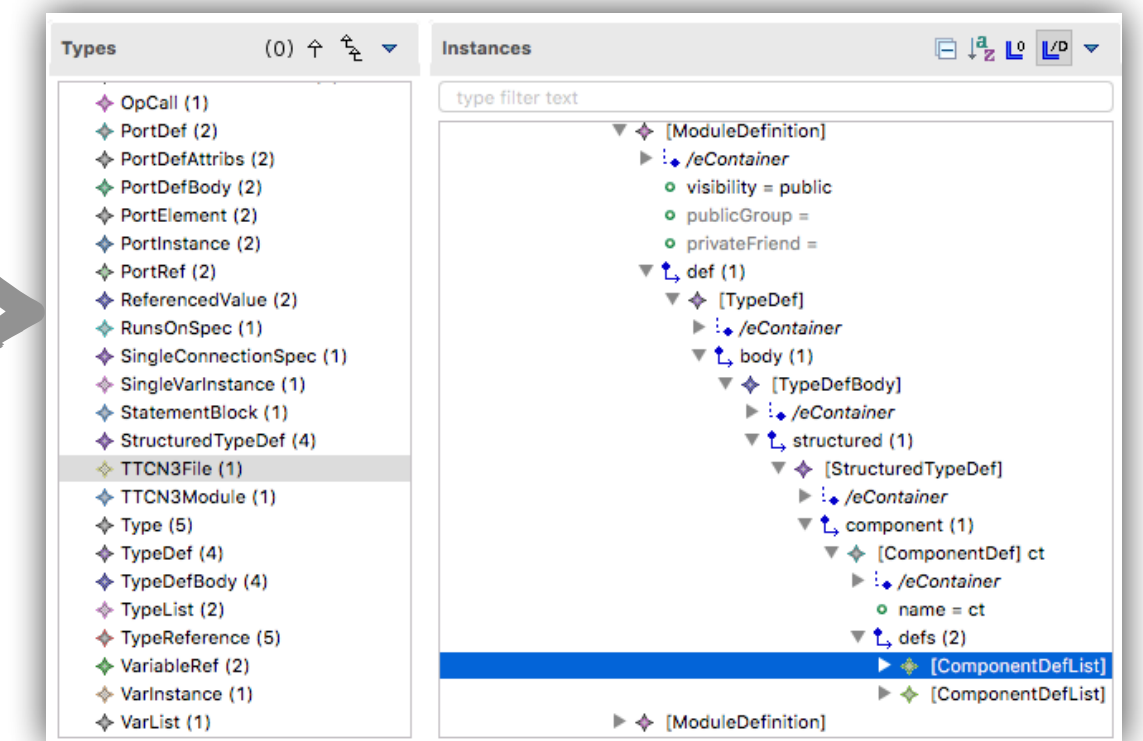 Types (0)
OpCall (1)
PortDef (2)
PortDefAttribs (2)
PortDefBody (2)
PortElement (2)
PortInstance (2)
PortRef (2)
ReferencedValue (2)
RunsOnSpec (1)
SingleConnectionSpec (1)
SingleVarInstance (1)
StatementBlock (1)
StructuredTypeDef (4)
TTCN3File (1)
TTCN3Module (1)
Type (5)
TypeDef (4)
TypeDefBody (4)
TypeList (2)
TypeReference (5)
VariableRef (2)
VarInstance (1)
VarList (1)
Instances
type filter text
[ModuleDefinition]
/eContainer
visibility = public
publicGroup =
privateFriend =
def (1)
[TypeDef]
/eContainer
body (1)
[TypeDefBody]
/eContainer
structured (1)
[StructuredTypeDef]
/eContainer
component (1)
[ComponentDef] ct
/eContainer
name = ct
defs (2)
[ComponentDefList]
[ComponentDefList]
[ModuleDefinition]